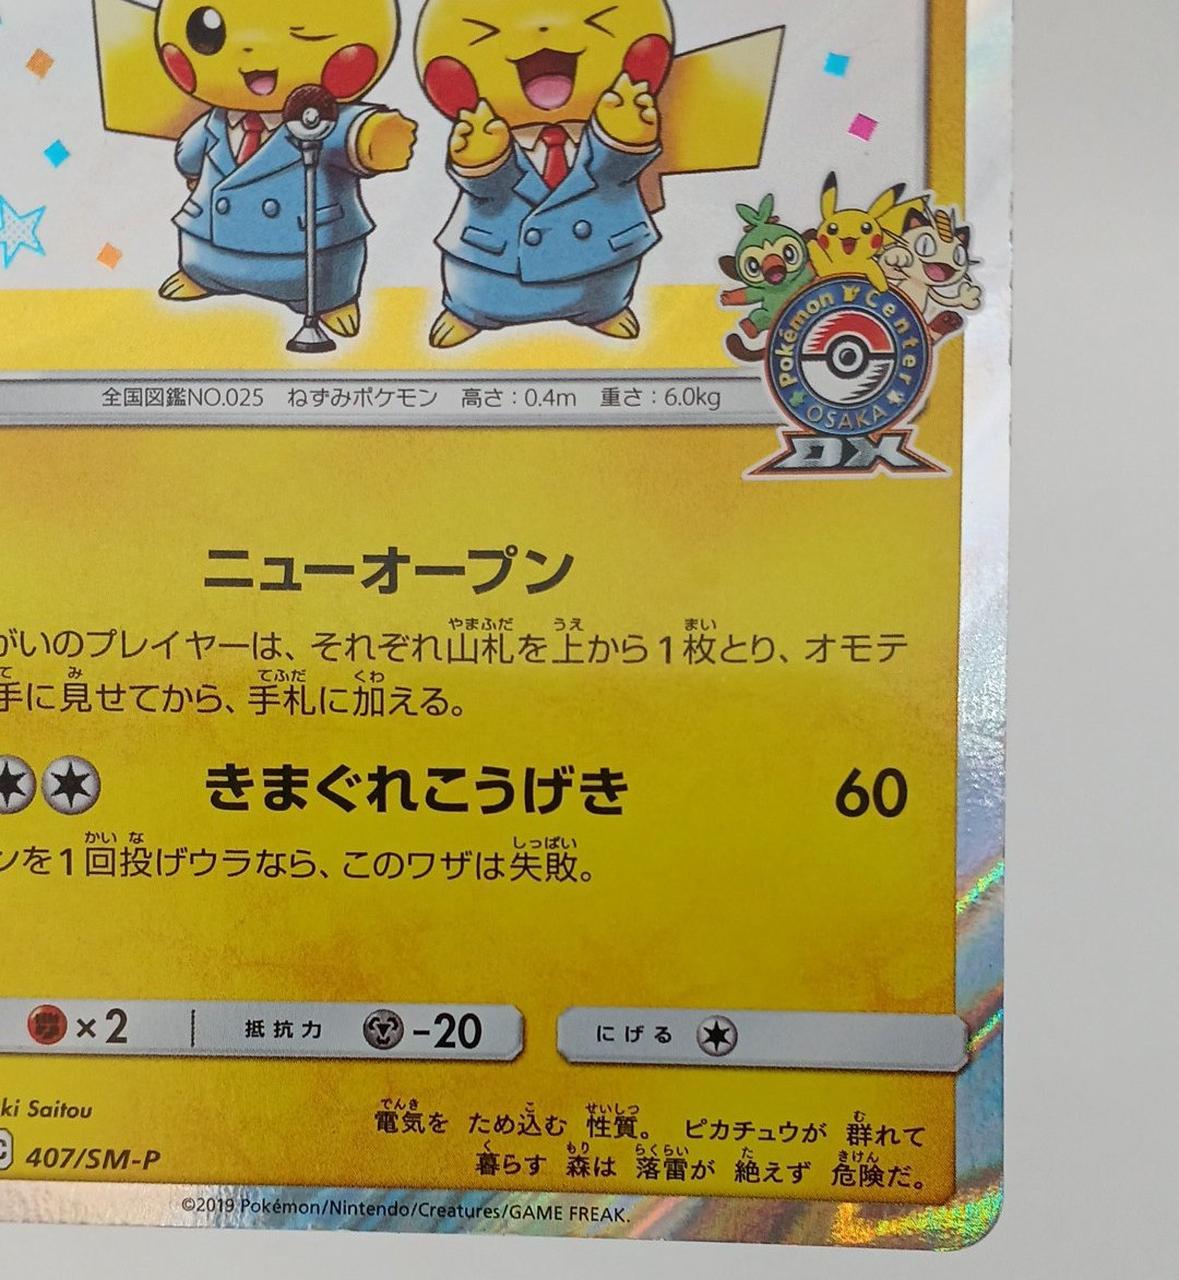 Pokémon Center
OSAKA
DX
全国図鑑NO.025 ねずみポケモン 高さ:0.4m 重さ:6.0kg
ニューオープン
がいのプレイヤーは、それぞれ山札を上から1枚とり、オモテ
手に見せてから、手札に加える。
きまぐれこうげき 60
ンを1回投げウラなら、このワザは失敗。
×2 抵抗力 -20 にげる
ki Saitou
電気を ため込む 性質。 ピカチュウが 群れて
407/SM-P
暮らす 森は 落雷が 絶えず 危険だ。
©2019 Pokémon/Nintendo/Creatures/GAME FREAK.